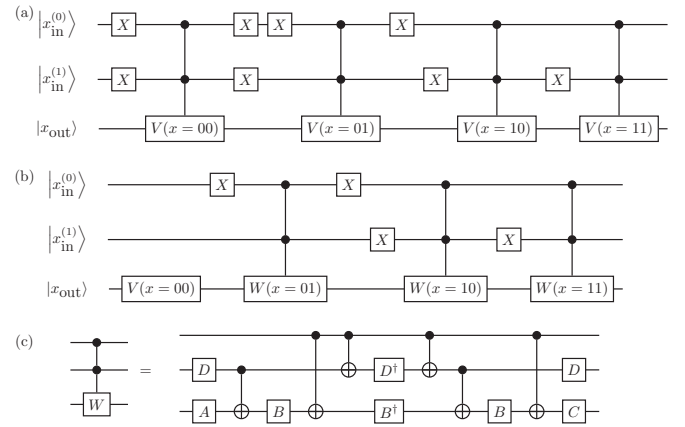 (a) |x_in^(0)⟩ X X X X
|x_in^(1)⟩ X X X X
|x_out⟩ V(x = 00) V(x = 01) V(x = 10) V(x = 11)
(b) |x_in^(0)⟩ X X
|x_in^(1)⟩ X X
|x_out⟩ V(x = 00) W(x = 01) W(x = 10) W(x = 11)
(c)
= D D† D
W A B B† B C